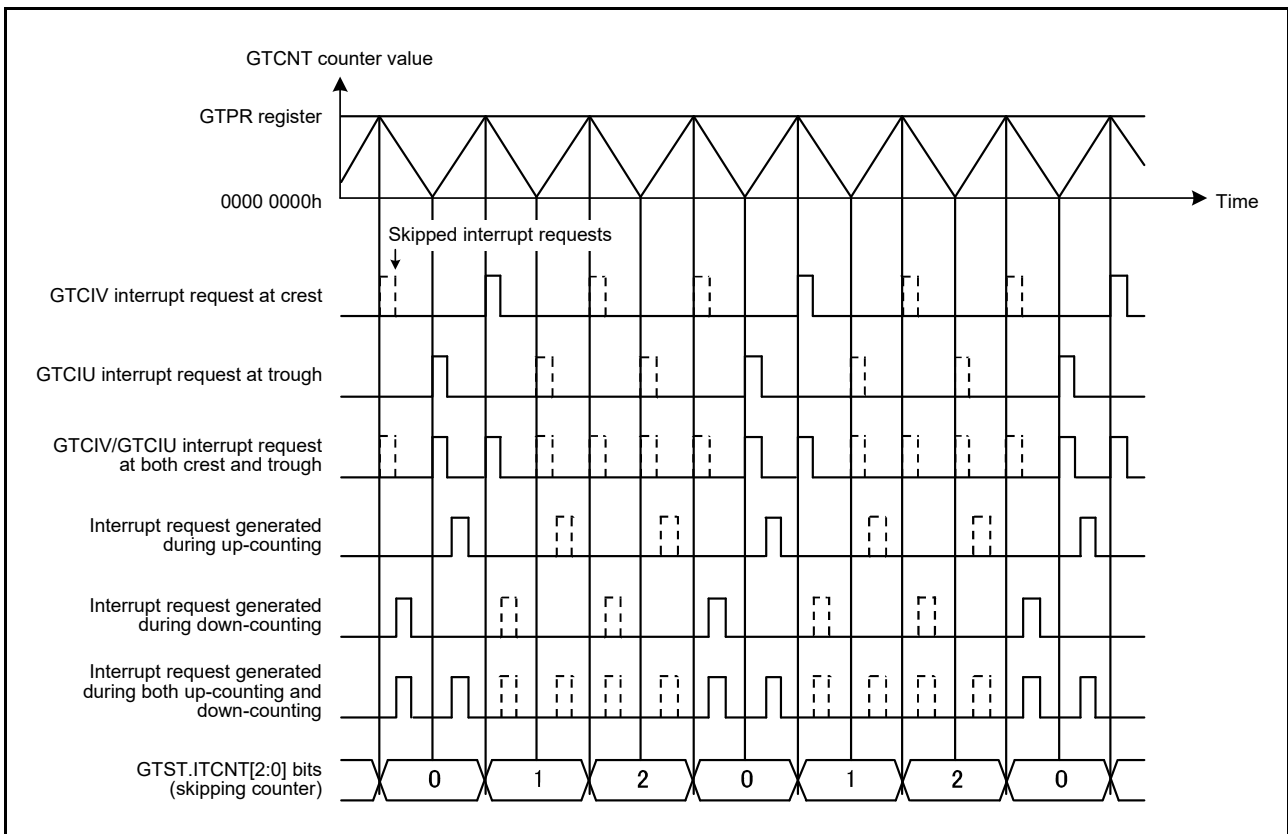 GTCNT counter value
GTPR register
0000 0000h
Time
Skipped interrupt requests
GTCIV interrupt request at crest
GTCIU interrupt request at trough
GTCIV/GTCIU interrupt request
at both crest and trough
Interrupt request generated
during up-counting
Interrupt request generated
during down-counting
Interrupt request generated
during both up-counting and
down-counting
GTST.ITCNT[2:0] bits
(skipping counter)
0 1 2 0 1 2 0